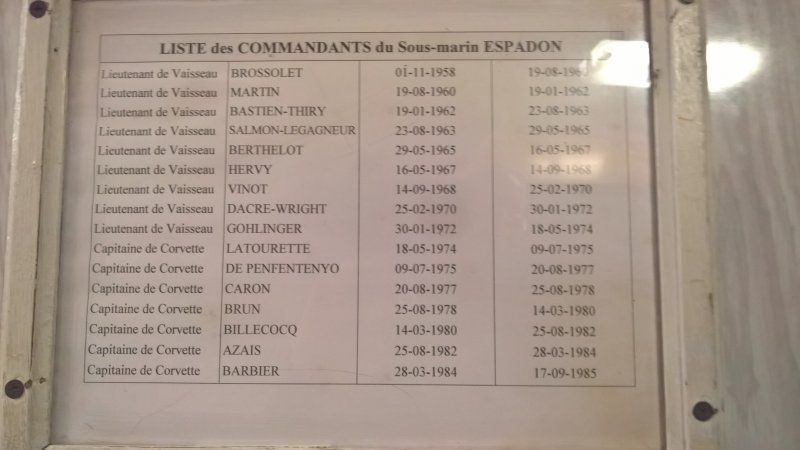 LISTE des COMMANDANTS du Sous-marin ESPADON
Lieutenant de Vaisseau BROSSOLET 01-11-1958
Lieutenant de Vaisseau MARTIN 19-08-1960 19-01-1962
Lieutenant de Vaisseau BASTIEN-THIRY 19-01-1962 23-08-1963
Lieutenant de Vaisseau SALMON-LEGAGNEUR 23-08-1963 29-05-1965
Lieutenant de Vaisseau BERTHELOT 29-05-1965 16-05-1967
Lieutenant de Vaisseau HERVY 16-05-1967 14-09-1968
Lieutenant de Vaisseau VINOT 14-09-1968 25-02-1970
Lieutenant de Vaisseau DACRE-WRIGHT 25-02-1970 30-01-1972
Lieutenant de Vaisseau GOHLINGER 30-01-1972 18-05-1974
Capitaine de Corvette LATOURETTE 18-05-1974 09-07-1975
Capitaine de Corvette DE PENFENTENYO 09-07-1975 20-08-1977
Capitaine de Corvette CARON 20-08-1977 25-08-1978
Capitaine de Corvette BRUN 25-08-1978 14-03-1980
Capitaine de Corvette BILLECOCQ 14-03-1980 25-08-1982
Capitaine de Corvette AZAIS 25-08-1982 28-03-1984
Capitaine de Corvette BARBIER 28-03-1984 17-09-1985